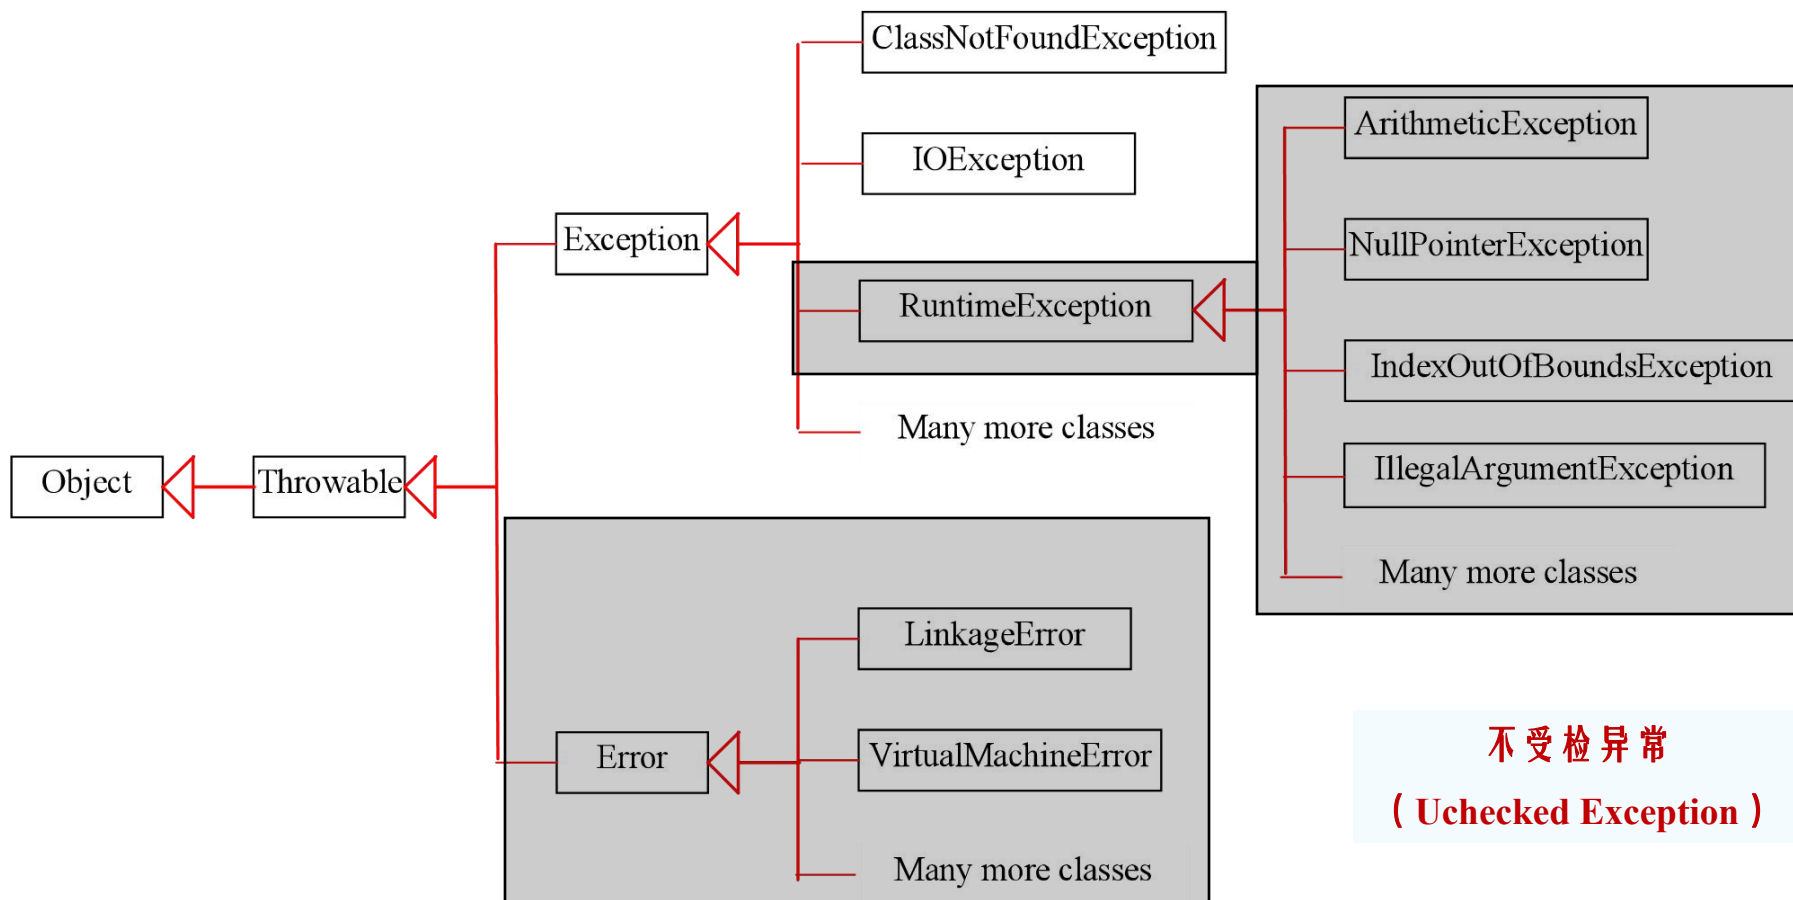 ClassNotFoundException
ArithmeticException
IOException
NullPointerException
Exception
RuntimeException
IndexOutOfBoundsException
Many more classes
IllegalArgumentException
Object
Throwable
Many more classes
LinkageError
Error
VirtualMachineError
Many more classes
不受检异常
（Uchecked Exception）